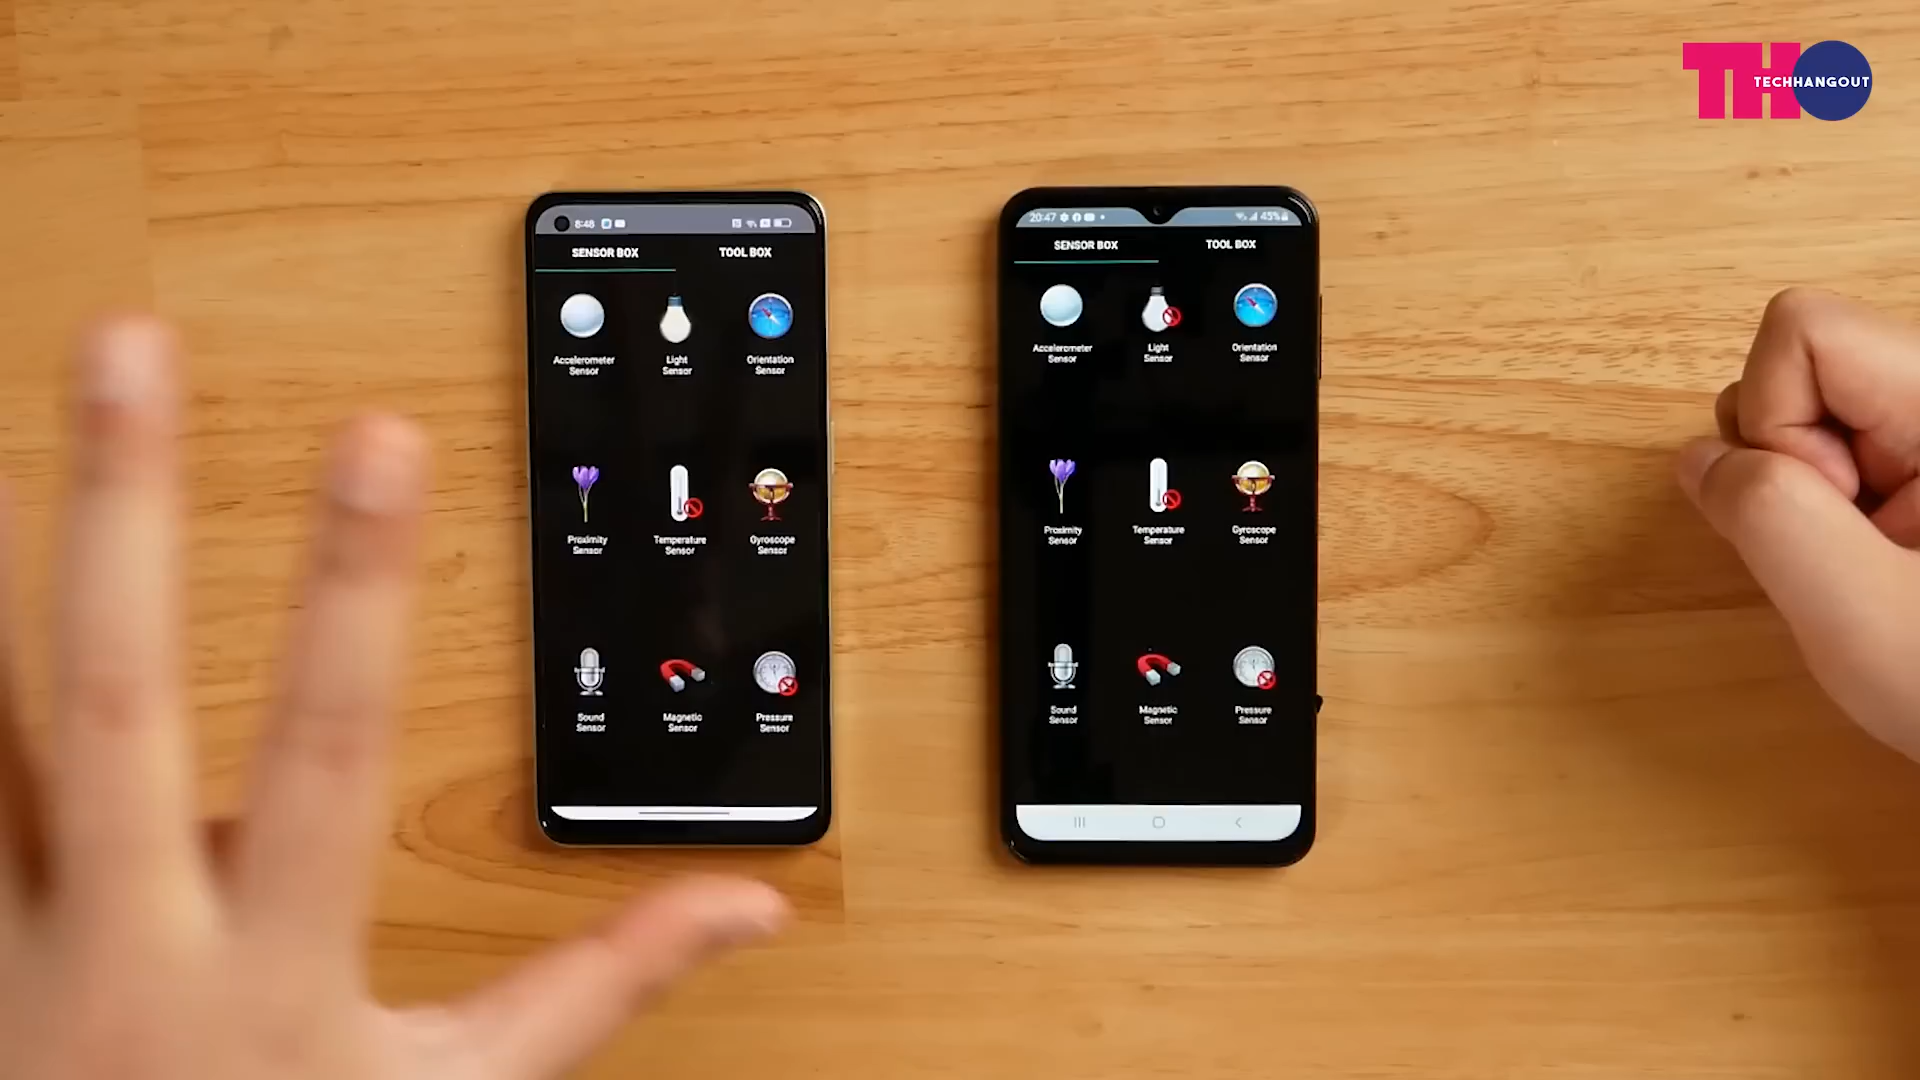 TH
TECHHANGOUT
8:48
SENSOR BOX
TOOL BOX
Accelerometer
Sensor
Light
Sensor
Orientation
Sensor
Proximity
Sensor
Temperature
Sensor
Gyroscope
Sensor
Sound
Sensor
Magnetic
Sensor
Pressure
Sensor
20:47
45%
SENSOR BOX
TOOL BOX
Accelerometer
Sensor
Light
Sensor
Orientation
Sensor
Proximity
Sensor
Temperature
Sensor
Gyroscope
Sensor
Sound
Sensor
Magnetic
Sensor
Pressure
Sensor